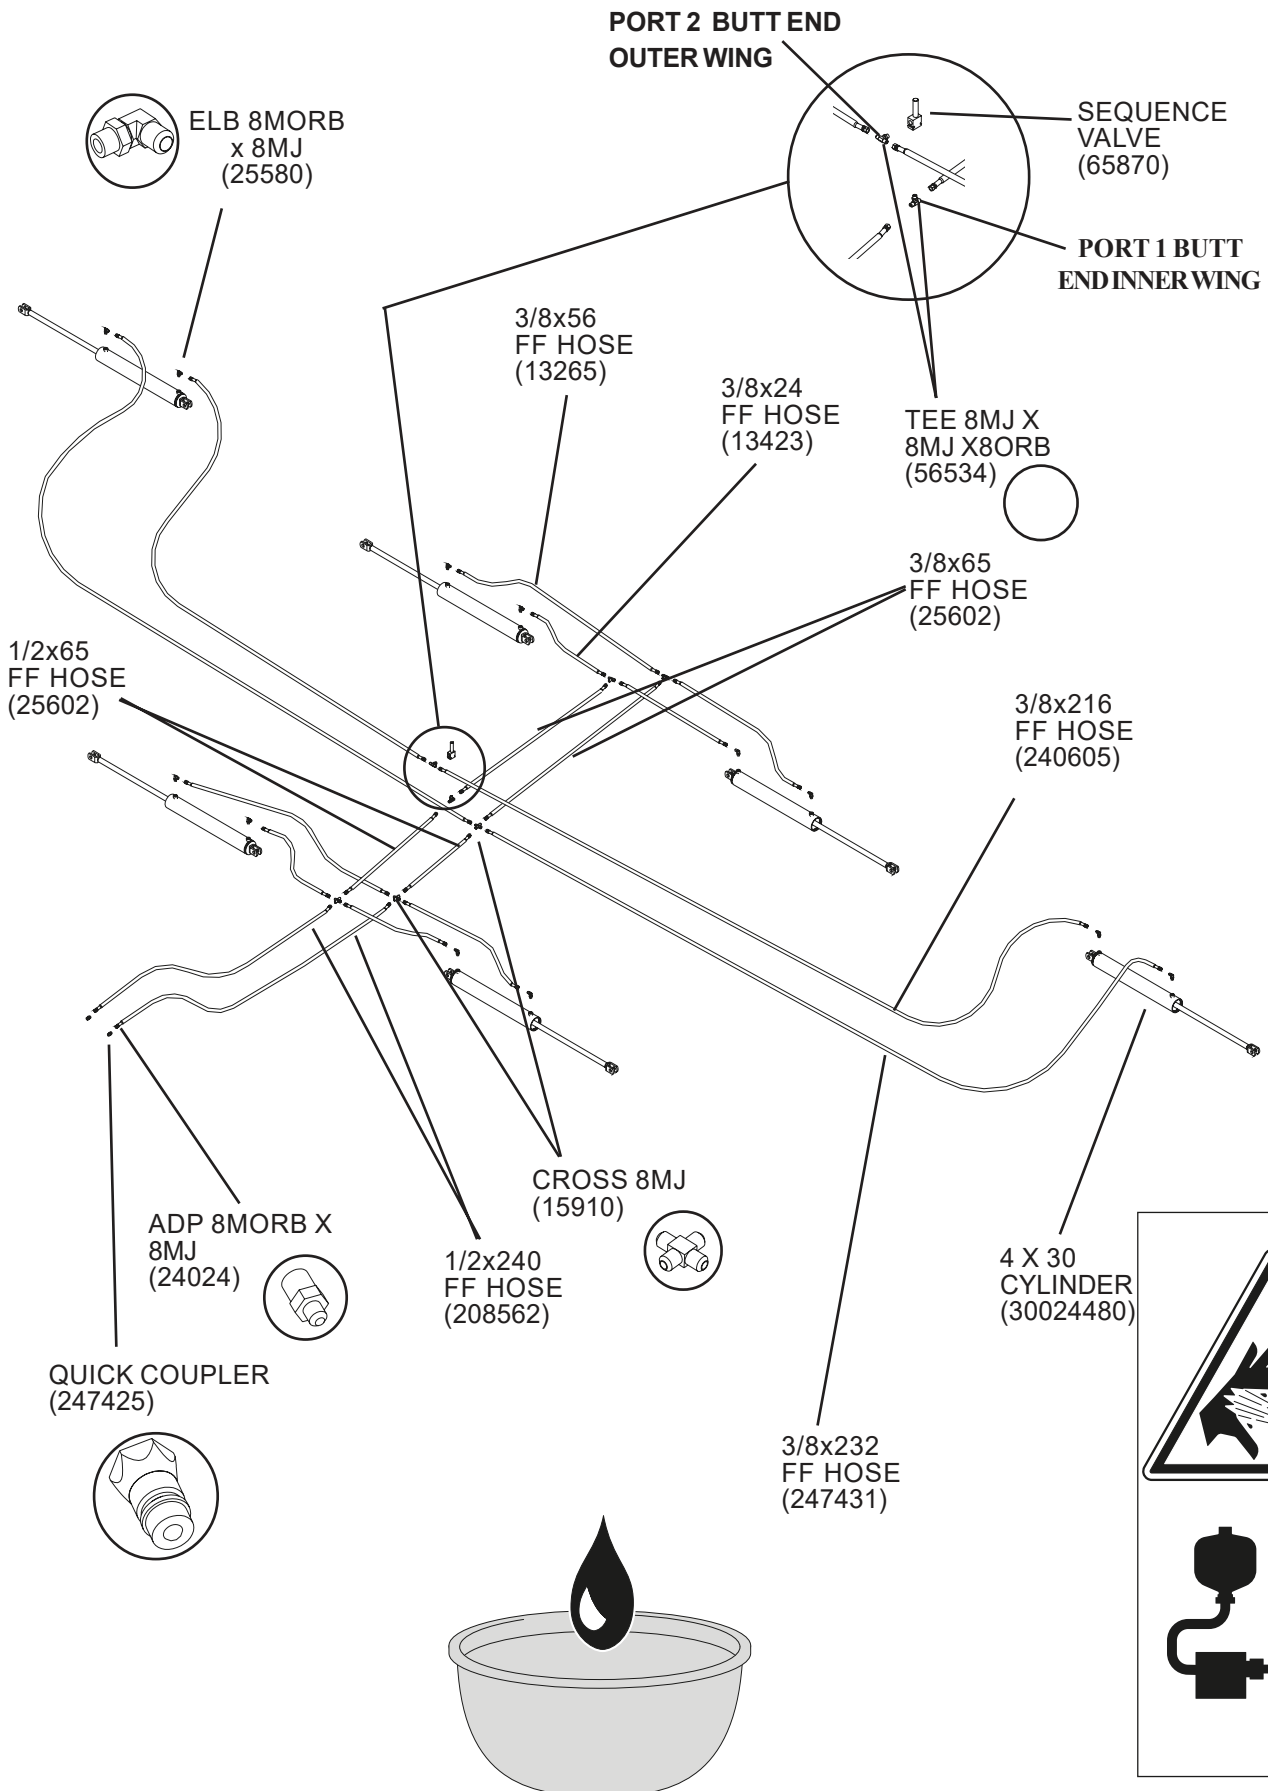 PORT 2 BUTT END
OUTER WING
ELB 8MORB
x 8MJ
(25580)
SEQUENCE
VALVE
(65870)
PORT 1 BUTT
END INNER WING
3/8x56
FF HOSE
(13265)
3/8x24
FF HOSE
(13423)
TEE 8MJ X
8MJ X8ORB
(56534)
3/8x65
FF HOSE
(25602)
1/2x65
FF HOSE
(25602)
3/8x216
FF HOSE
(240605)
CROSS 8MJ
(15910)
ADP 8MORB X
8MJ
(24024)
1/2x240
FF HOSE
(208562)
4 X 30
CYLINDER
(30024480)
QUICK COUPLER
(247425)
3/8x232
FF HOSE
(247431)